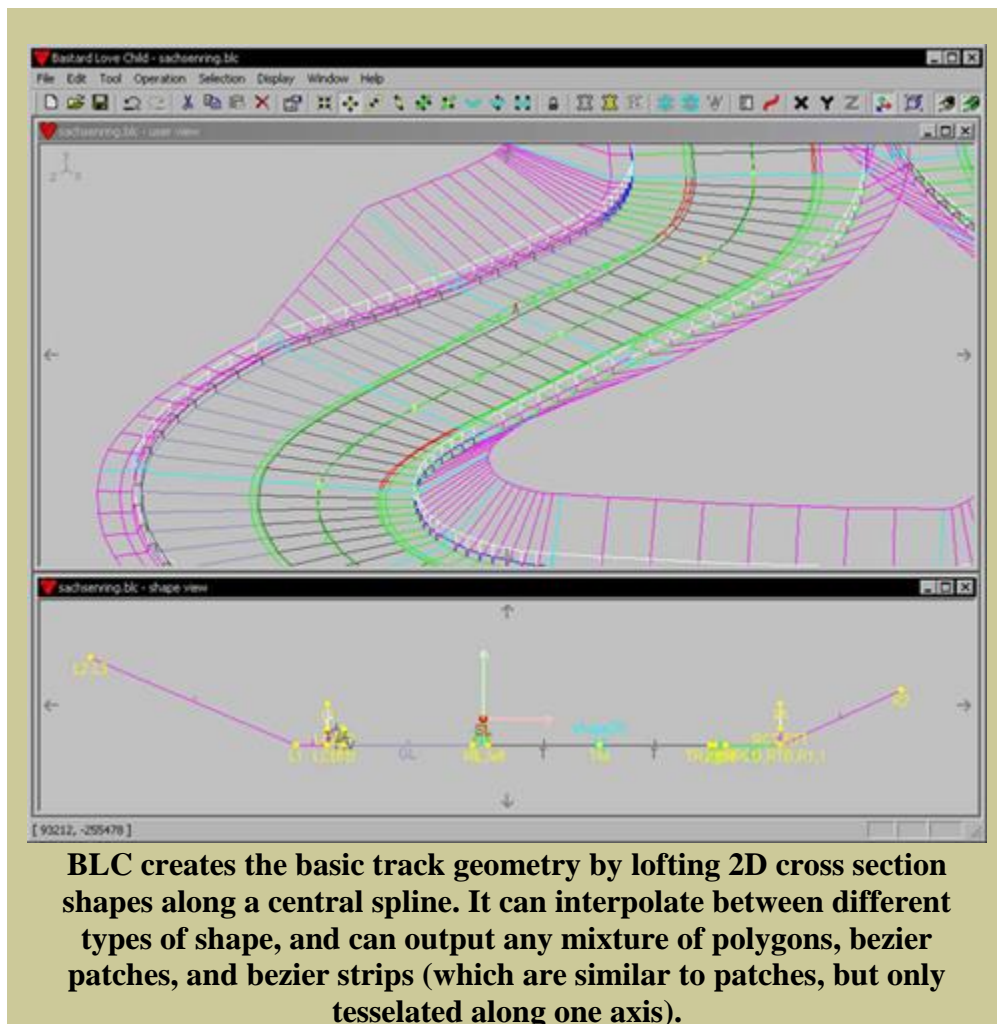 Bastard Love Child - sachsenring.blc
File Edit Tool Operation Selection Display Window Help
sachsenring.blc - user view
sachsenring.blc - shape view
GL
[ 93212, -255478 ]
BLC creates the basic track geometry by lofting 2D cross section
shapes along a central spline. It can interpolate between different
types of shape, and can output any mixture of polygons, bezier
patches, and bezier strips (which are similar to patches, but only
tesselated along one axis).